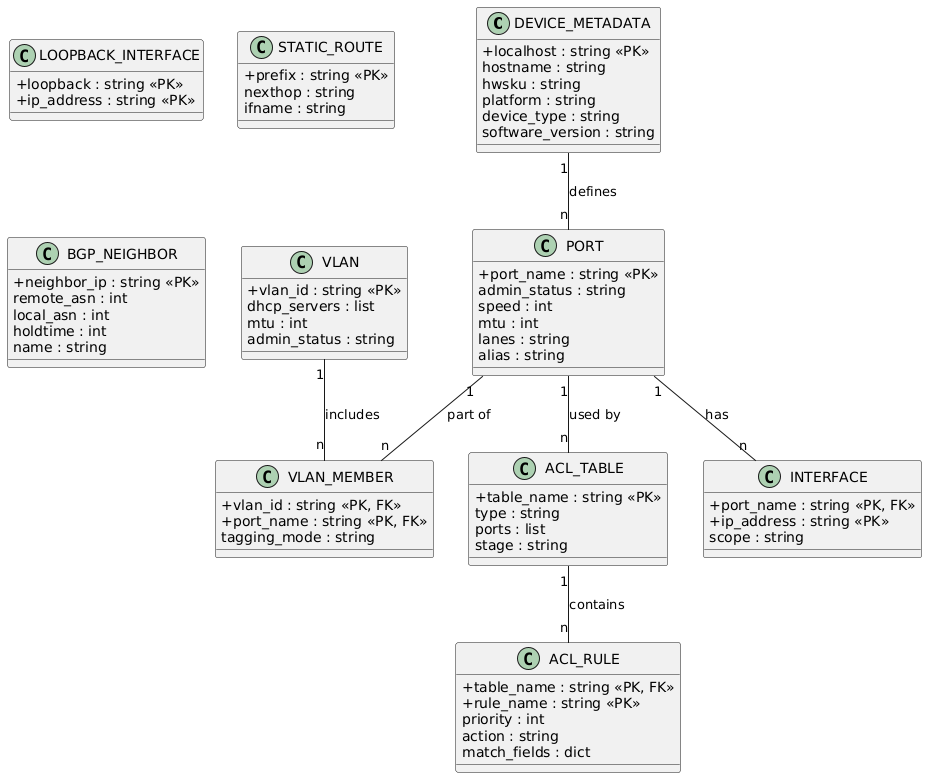 C LOOPBACK_INTERFACE
+loopback : string «PK»
+ip_address : string «PK»
C STATIC_ROUTE
+prefix : string «PK»
nexthop : string
ifname : string
C DEVICE_METADATA
+localhost : string «PK»
hostname : string
hwsku : string
platform : string
device_type : string
software_version : string
1
defines
n
C BGP_NEIGHBOR
+neighbor_ip : string «PK»
remote_asn : int
local_asn : int
holdtime : int
name : string
C VLAN
+vlan_id : string «PK»
dhcp_servers : list
mtu : int
admin_status : string
C PORT
+port_name : string «PK»
admin_status : string
speed : int
mtu : int
lanes : string
alias : string
1
includes
n
1
part of
n
1
used by
n
1
has
n
C VLAN_MEMBER
+vlan_id : string «PK, FK»
+port_name : string «PK, FK»
tagging_mode : string
C ACL_TABLE
+table_name : string «PK»
type : string
ports : list
stage : string
C INTERFACE
+port_name : string «PK, FK»
+ip_address : string «PK»
scope : string
1
contains
n
C ACL_RULE
+table_name : string «PK, FK»
+rule_name : string «PK»
priority : int
action : string
match_fields : dict